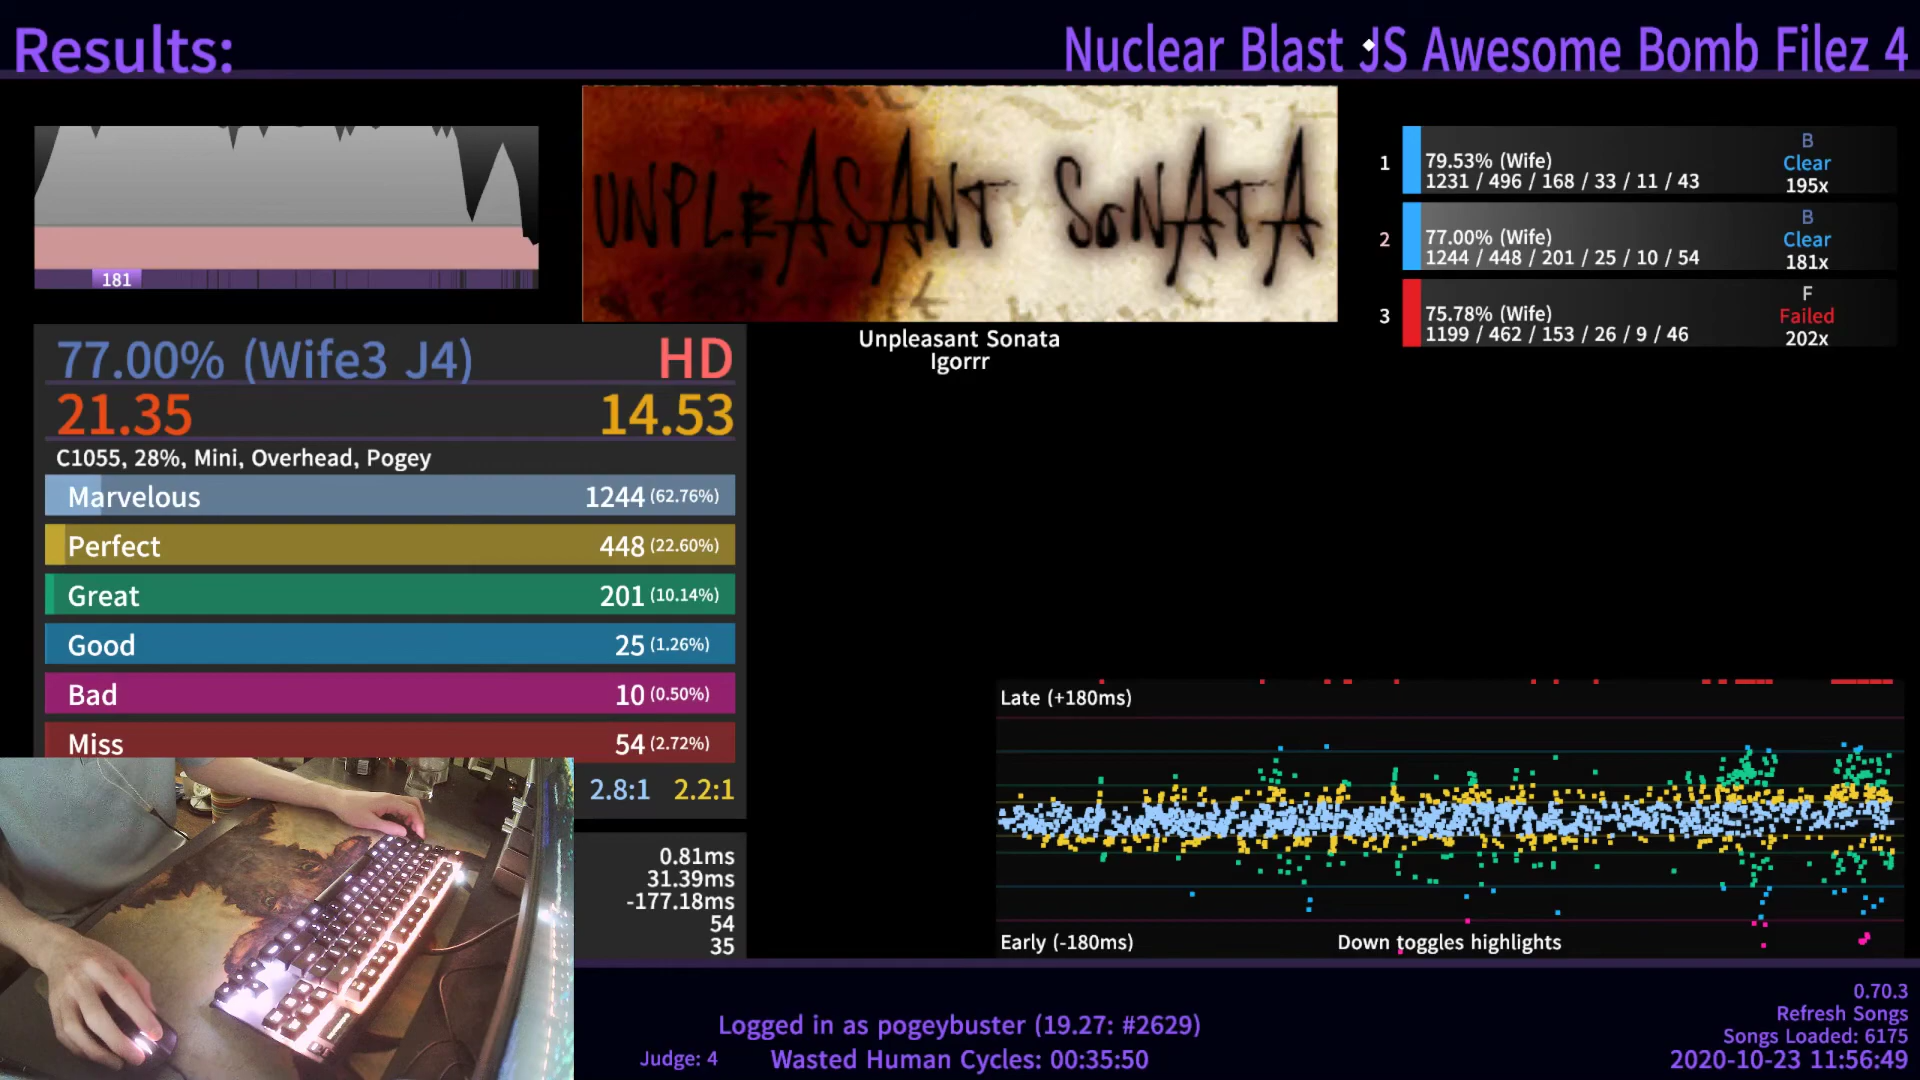 Results:
Nuclear Blast JS Awesome Bomb Filez 4
181
UNPLEASANT SoNATA
Unpleasant Sonata
Igorrr
1
79.53% (Wife)
1231 / 496 / 168 / 33 / 11 / 43
B
Clear
195x
2
77.00% (Wife)
1244 / 448 / 201 / 25 / 10 / 54
B
Clear
181x
3
75.78% (Wife)
1199 / 462 / 153 / 26 / 9 / 46
F
Failed
202x
77.00% (Wife3 J4) HD
21.35 14.53
C1055, 28%, Mini, Overhead, Pogey
Marvelous 1244 (62.76%)
Perfect 448 (22.60%)
Great 201 (10.14%)
Good 25 (1.26%)
Bad 10 (0.50%)
Miss 54 (2.72%)
2.8:1 2.2:1
0.81ms
31.39ms
-177.18ms
54
35
Late (+180ms)
Early (-180ms)
Down toggles highlights
Logged in as pogeybuster (19.27: #2629)
Judge: 4
Wasted Human Cycles: 00:35:50
0.70.3
Refresh Songs
Songs Loaded: 6175
2020-10-23 11:56:49